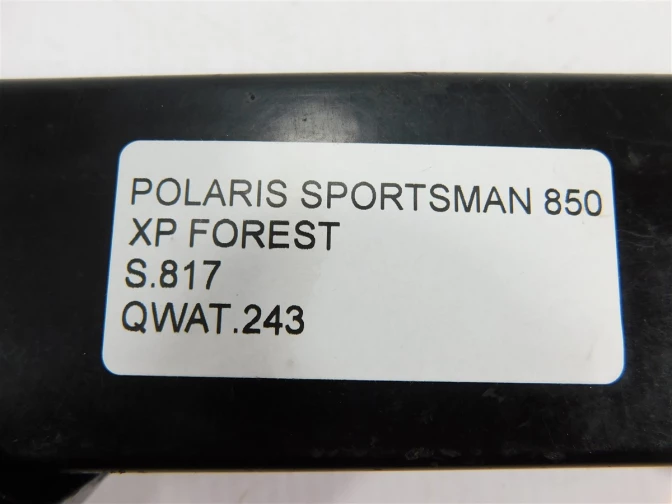 POLARIS SPORTSMAN 850
XP FOREST
S.817
QWAT.243